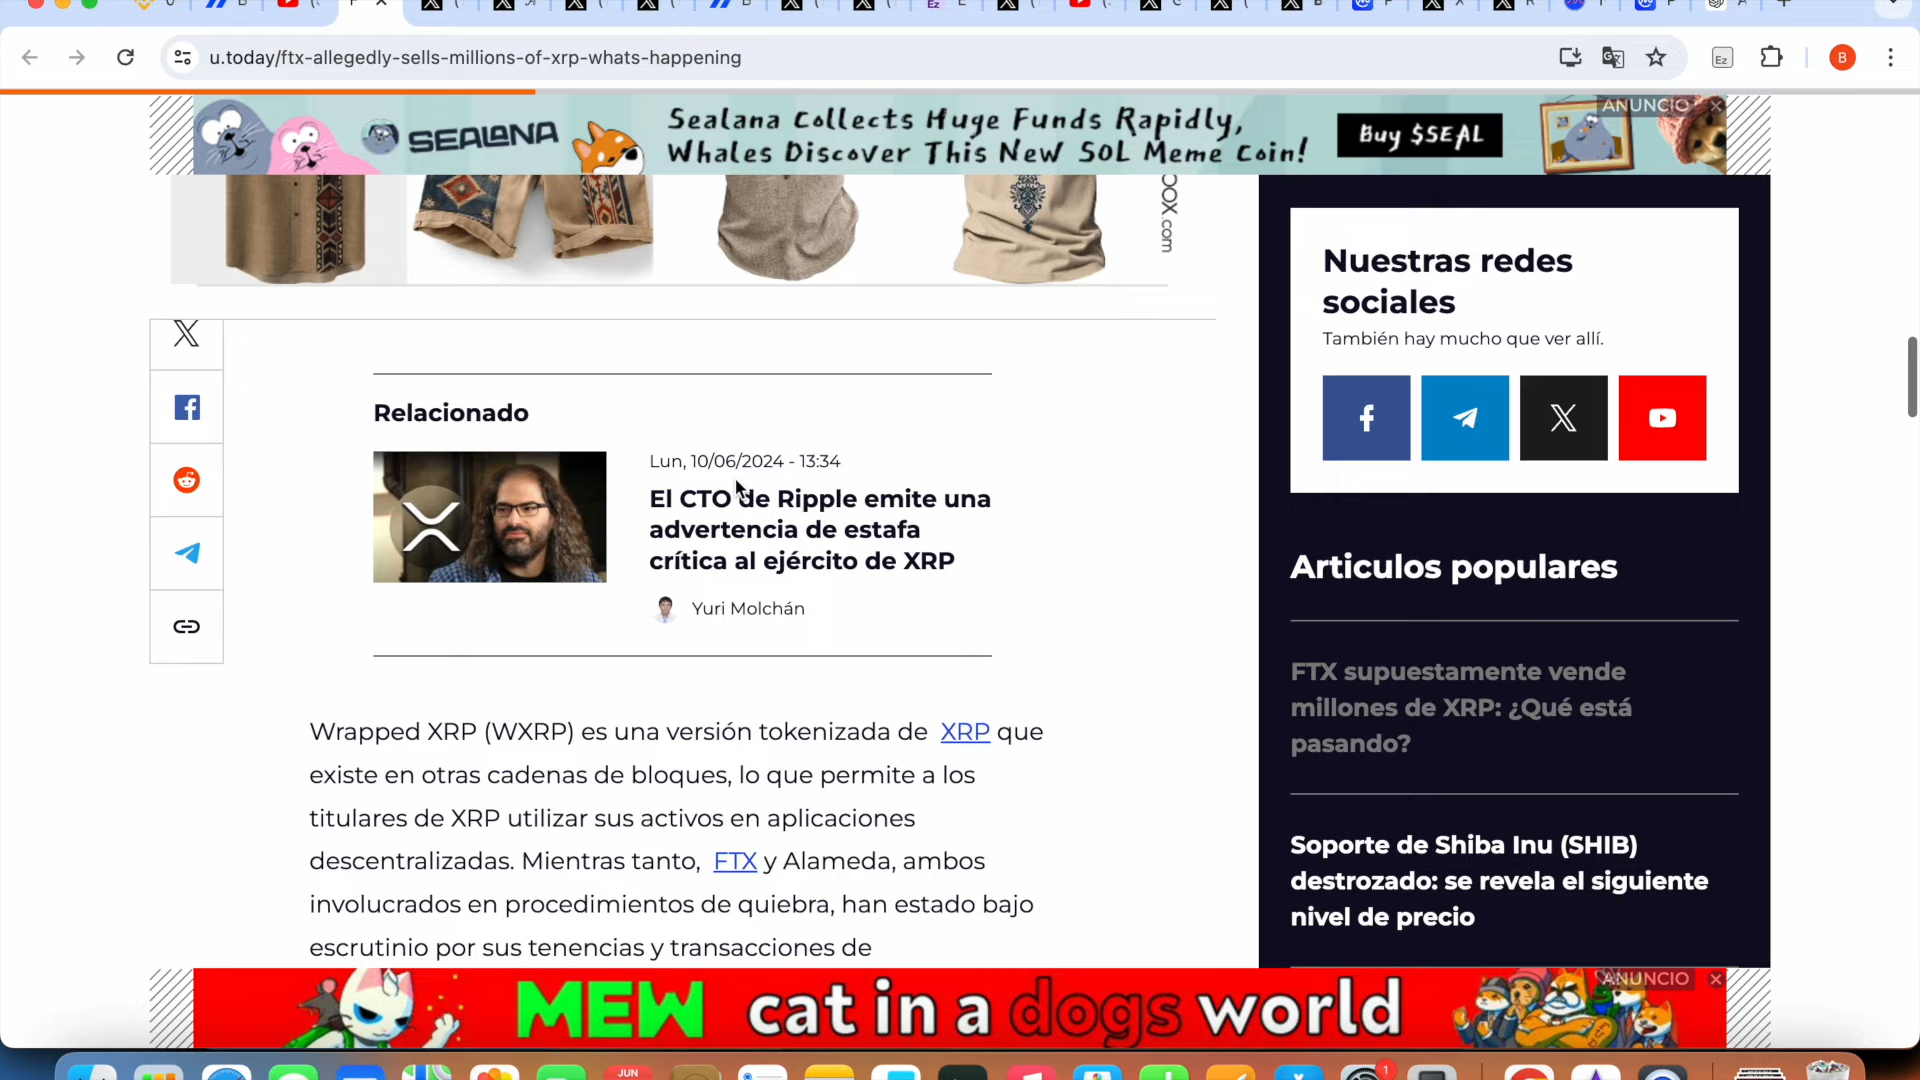 u.today/ftx-allegedly-sells-millions-of-xrp-whats-happening
Ez
B
ANUNCIO
SEALANA
Sealana Collects Huge Funds Rapidly,
Whales Discover This New SOL Meme Coin!
Buy $SEAL
OOX.com
Relacionado
Lun, 10/06/2024 - 13:34
El CTO de Ripple emite una
advertencia de estafa
crítica al ejército de XRP
Yuri Molchán
Wrapped XRP (WXRP) es una versión tokenizada de XRP que
existe en otras cadenas de bloques, lo que permite a los
titulares de XRP utilizar sus activos en aplicaciones
descentralizadas. Mientras tanto, FTX y Alameda, ambos
involucrados en procedimientos de quiebra, han estado bajo
escrutinio por sus tenencias y transacciones de
Nuestras redes
sociales
También hay mucho que ver allí.
Articulos populares
FTX supuestamente vende
millones de XRP: ¿Qué está
pasando?
Soporte de Shiba Inu (SHIB)
destrozado: se revela el siguiente
nivel de precio
ANUNCIO
MEW cat in a dogs world
JUN
1